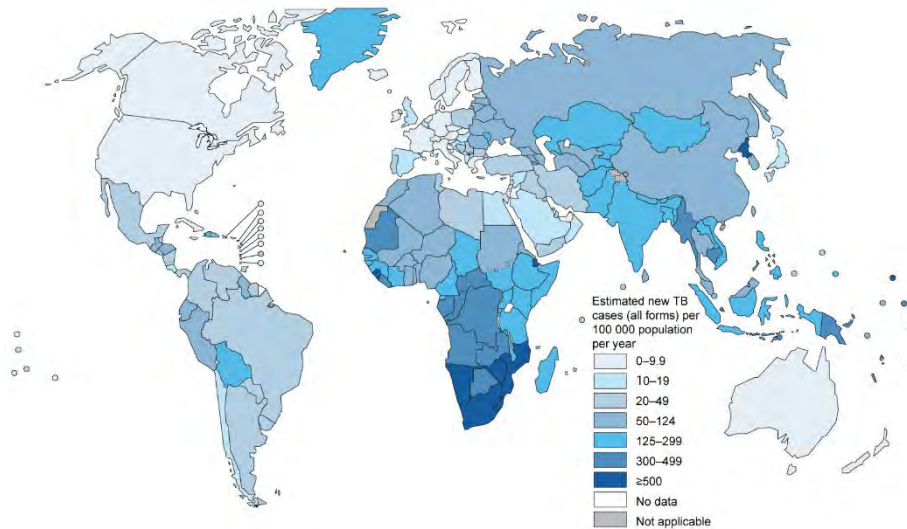 Estimated new TB
cases (all forms) per
100 000 population
per year
0–9.9
10–19
20–49
50–124
125–299
300–499
≥500
No data
Not applicable